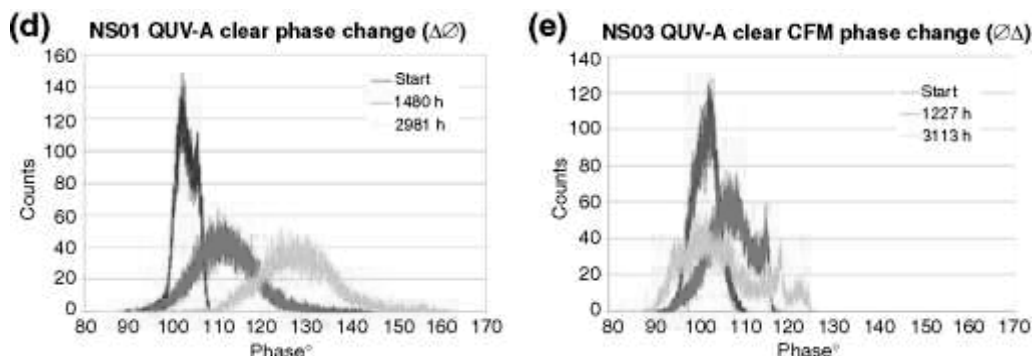 (d) NS01 QUV-A clear phase change (Δ∅)
160
140
120
100
80
60
40
20
0
Counts
Start
1480 h
2981 h
80 90 100 110 120 130 140 150 160 170
Phase°
(e) NS03 QUV-A clear CFM phase change (∅Δ)
140
120
100
80
60
40
20
0
Counts
Start
1227 h
3113 h
80 90 100 110 120 130 140 150 160 170
Phase°